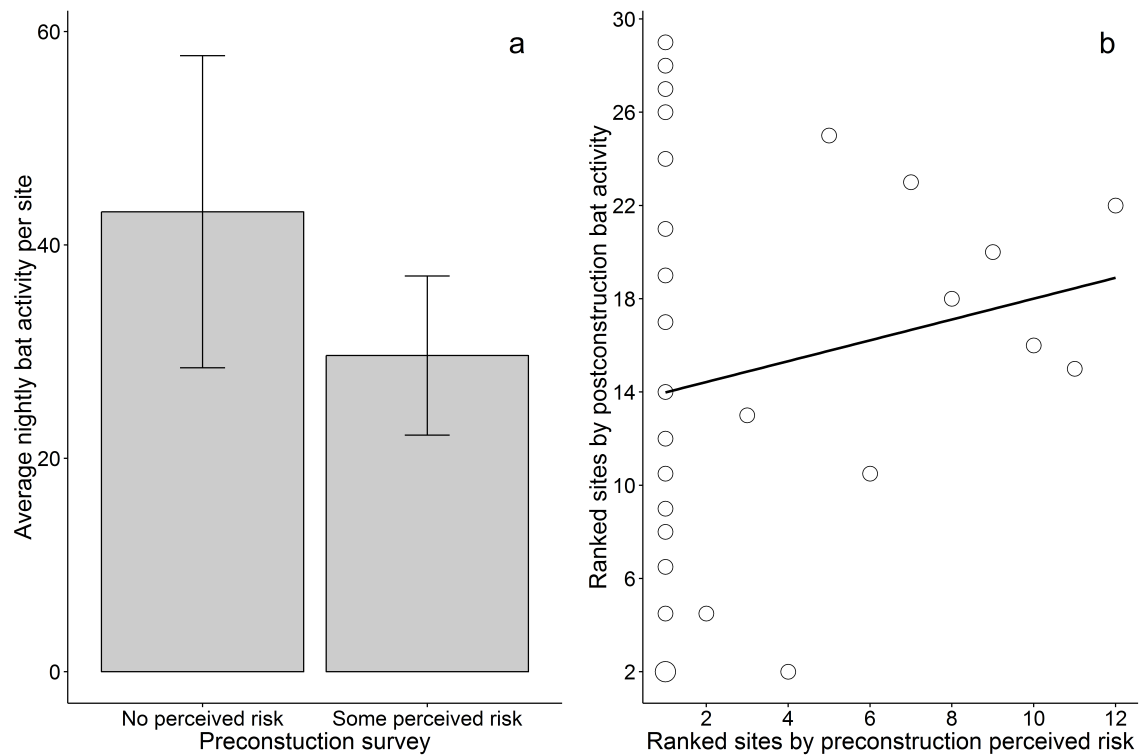 a
60
40
20
0
Average nightly bat activity per site
No perceived risk
Some perceived risk
Preconstuction survey
b
30
26
22
18
14
10
6
2
Ranked sites by postconstruction bat activity
2 4 6 8 10 12
Ranked sites by preconstruction perceived risk